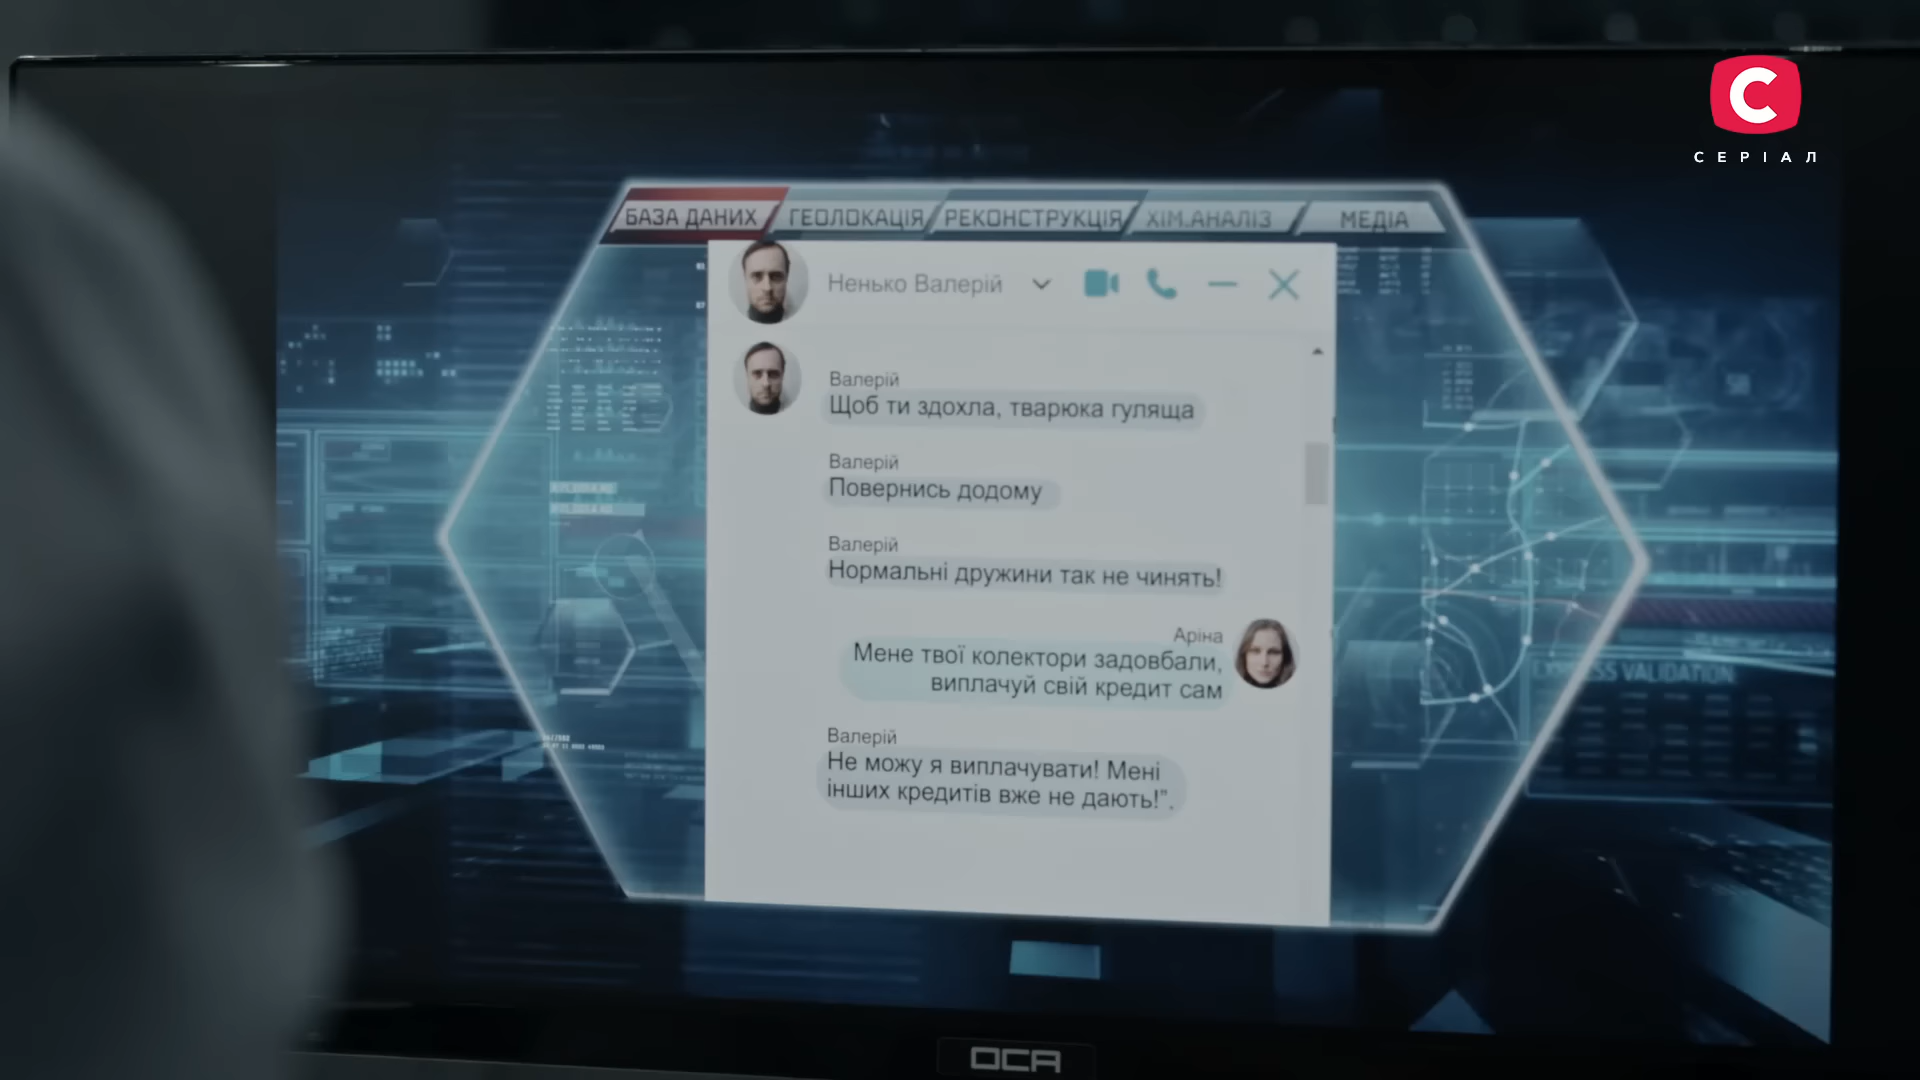 С
СЕРІАЛ
БАЗА ДАНИХ
ГЕОЛОКАЦІЯ
РЕКОНСТРУКЦІЯ
ХІМ.АНАЛІЗ
МЕДІА
Ненько Валерій
Валерій
Щоб ти здохла, тварюка гуляща
Валерій
Повернись додому
Валерій
Нормальні дружини так не чинять!
Аріна
Мене твої колектори задовбали,
виплачуй свій кредит сам
Валерій
Не можу я виплачувати! Мені
інших кредитів вже не дають!”.
VALIDATION
OCA